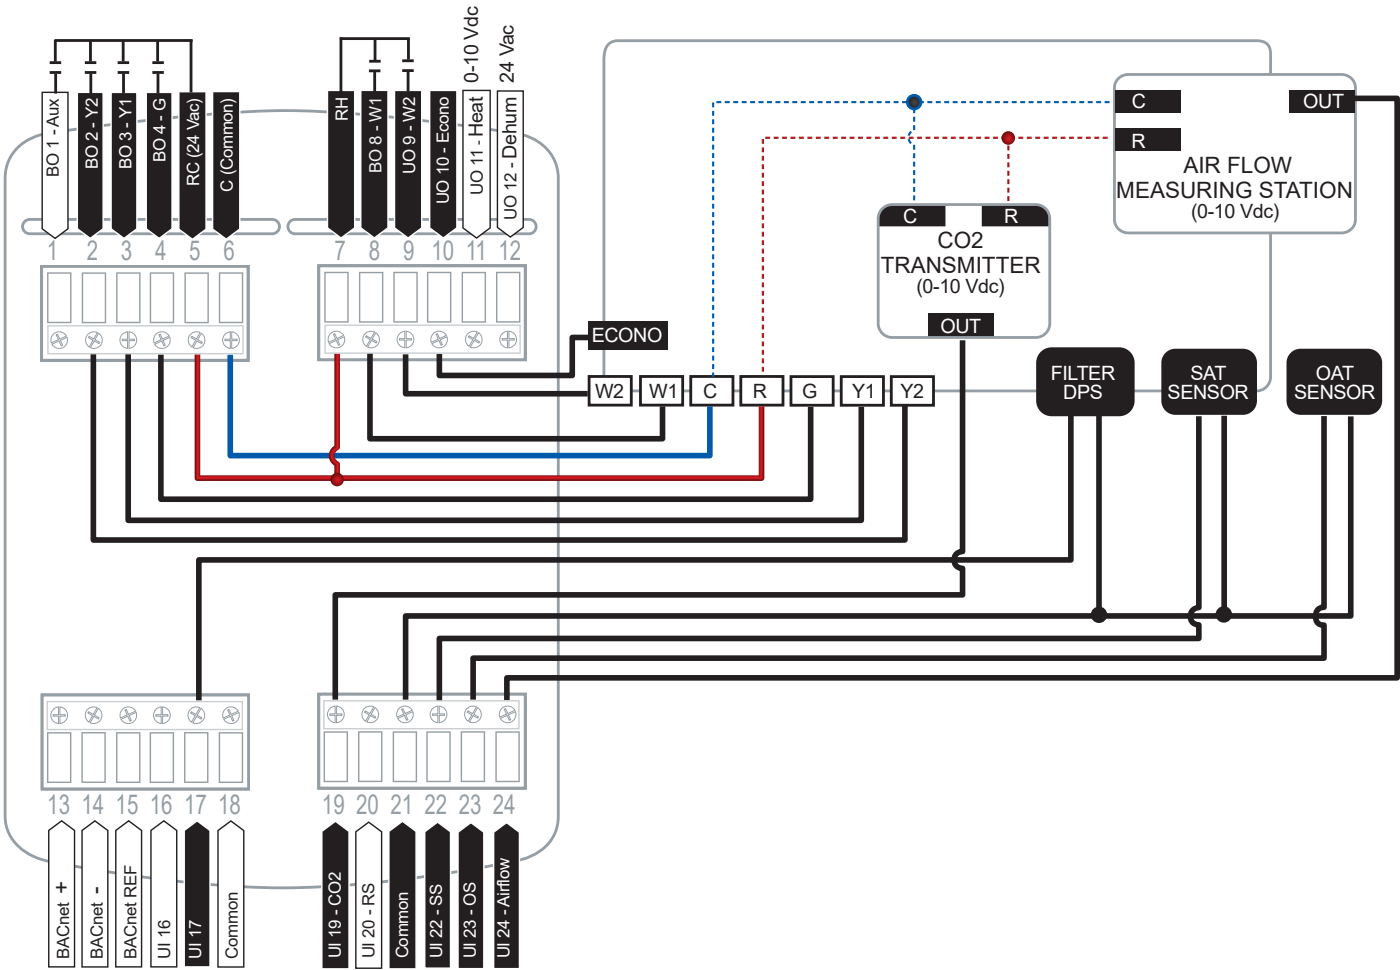 BO 1 - Aux
BO 2 - Y2
BO 3 - Y1
BO 4 - G
RC (24 Vac)
C (Common)
RH
BO 8 - W1
UO 9 - W2
UO 10 - Econo
UO 11 - Heat
0-10 Vdc
UO 12 - Dehum
24 Vac
1
2
3
4
5
6
7
8
9
10
11
12
C
R
OUT
AIR FLOW
MEASURING STATION
(0-10 Vdc)
C
R
CO2
TRANSMITTER
(0-10 Vdc)
OUT
ECONO
W2
W1
C
R
G
Y1
Y2
FILTER
DPS
SAT
SENSOR
OAT
SENSOR
13
14
15
16
17
18
19
20
21
22
23
24
BACnet +
BACnet -
BACnet REF
UI 16
UI 17
Common
UI 19 - CO2
UI 20 - RS
Common
UI 22 - SS
UI 23 - OS
UI 24 - Airflow